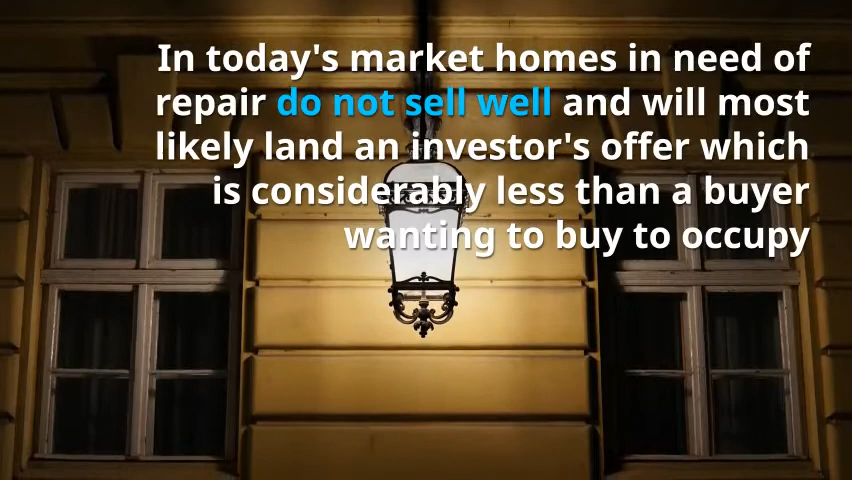 In today's market homes in need of
repair do not sell well and will most
likely land an investor's offer which
is considerably less than a buyer
wanting to buy to occupy